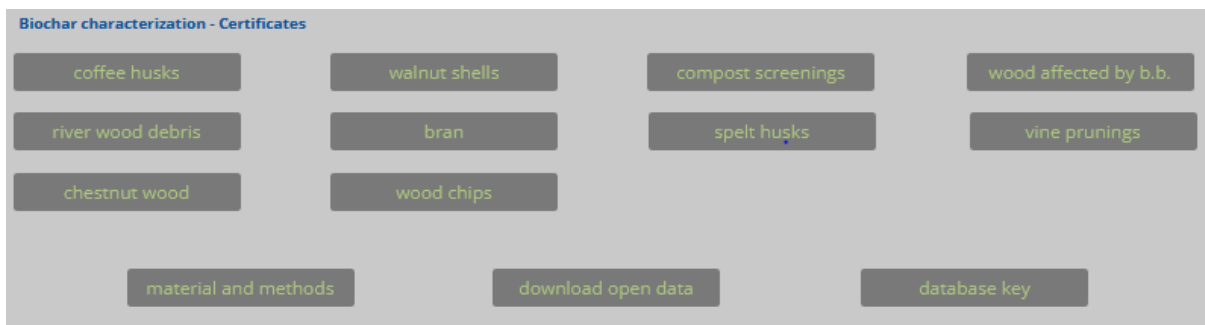 Biochar characterization - Certificates
coffee husks
walnut shells
compost screenings
wood affected by b.b.
river wood debris
bran
spelt husks
vine prunings
chestnut wood
wood chips
material and methods
download open data
database key